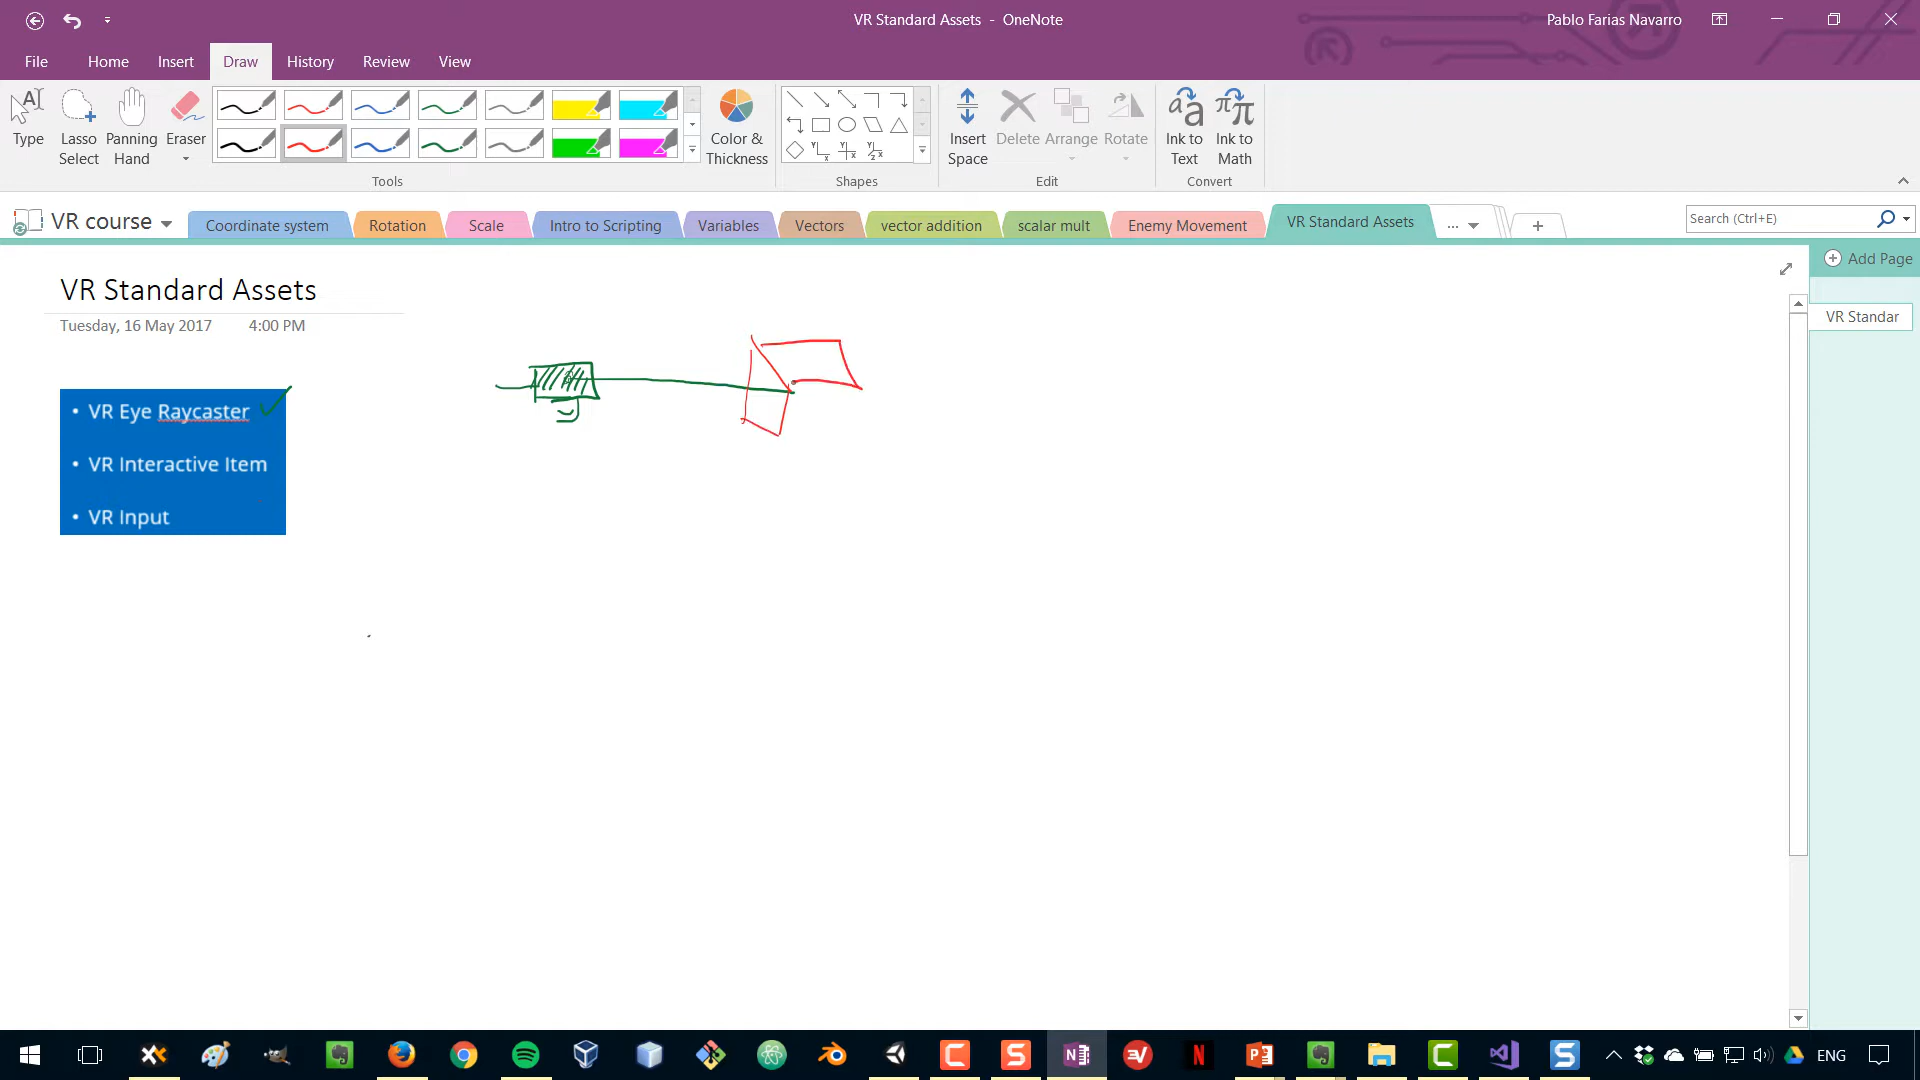 VR Standard Assets - OneNote
Pablo Farias Navarro
File Home Insert Draw History Review View
Type
Lasso Select
Panning Hand
Eraser
Color & Thickness
Insert Space
Delete
Arrange
Rotate
Ink to Text
Ink to Math
Tools
Shapes
Edit
Convert
VR course
Coordinate system
Rotation
Scale
Intro to Scripting
Variables
Vectors
vector addition
scalar mult
Enemy Movement
VR Standard Assets
...
Search (Ctrl+E)
Add Page
VR Standar
VR Standard Assets
Tuesday, 16 May 2017 4:00 PM
• VR Eye Raycaster
• VR Interactive Item
• VR Input
ENG